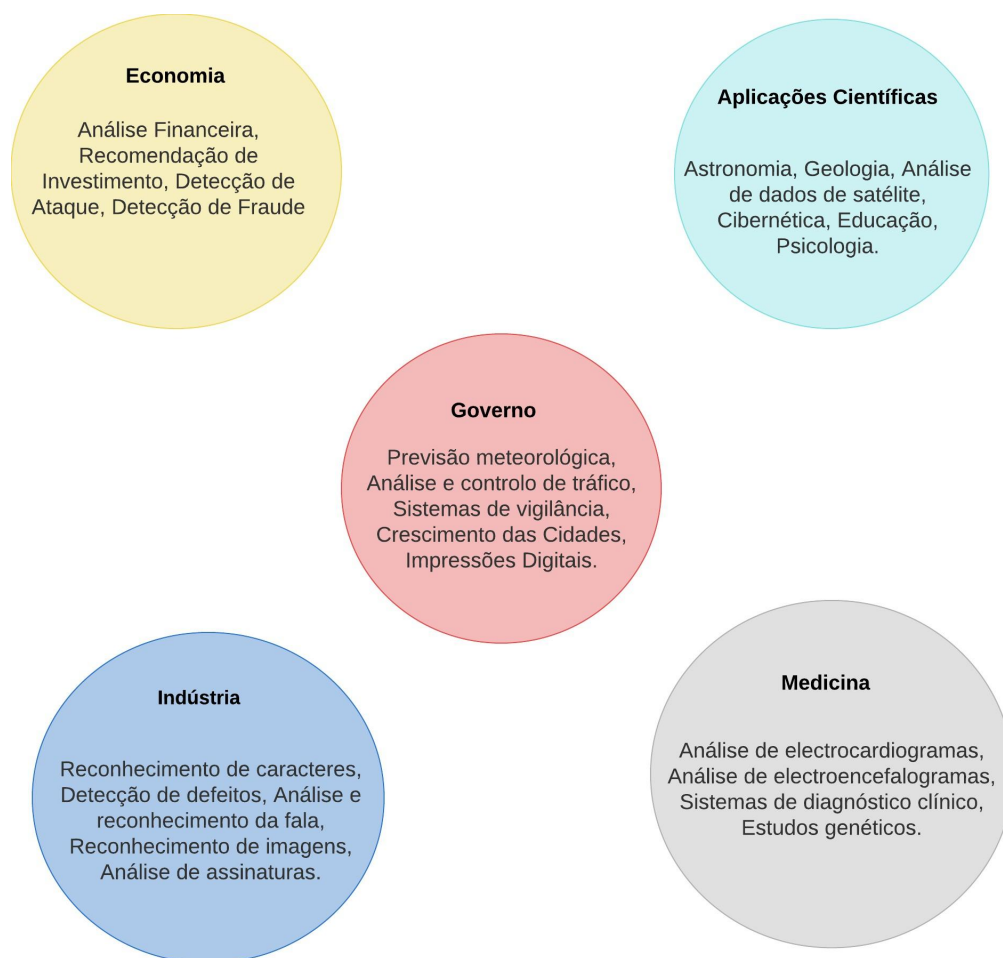 Economia
Análise Financeira,
Recomendação de
Investimento, Detecção de
Ataque, Detecção de Fraude
Aplicações Científicas
Astronomia, Geologia, Análise
de dados de satélite,
Cibernética, Educação,
Psicologia.
Governo
Previsão meteorológica,
Análise e controlo de tráfico,
Sistemas de vigilância,
Crescimento das Cidades,
Impressões Digitais.
Indústria
Reconhecimento de caracteres,
Detecção de defeitos, Análise e
reconhecimento da fala,
Reconhecimento de imagens,
Análise de assinaturas.
Medicina
Análise de electrocardiogramas,
Análise de electroencefalogramas,
Sistemas de diagnóstico clínico,
Estudos genéticos.